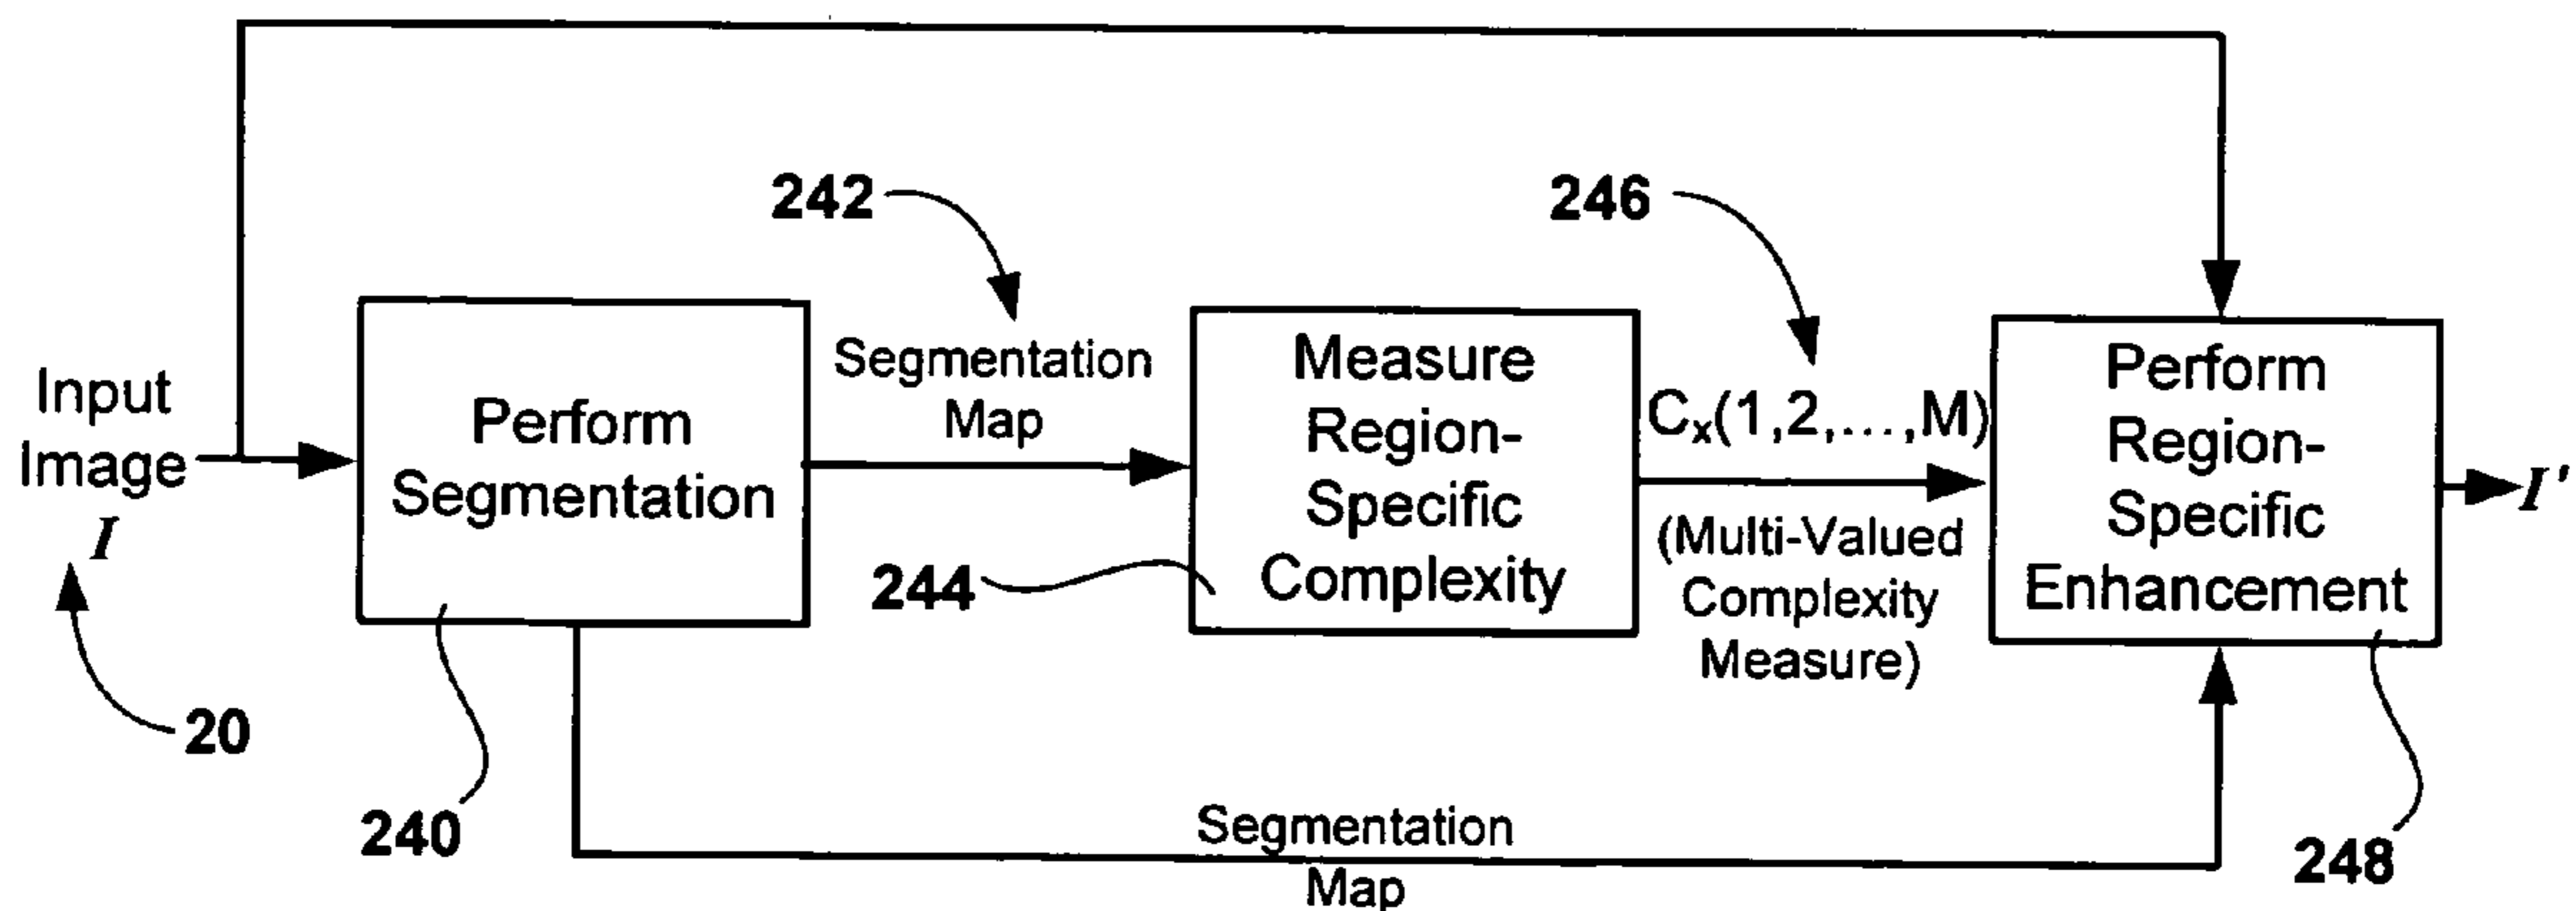 242
246
Input
Image
I
20
Perform
Segmentation
240
Segmentation
Map
Measure
Region-
Specific
Complexity
244
Cₓ(1,2,...,M)
(Multi-Valued
Complexity
Measure)
Perform
Region-
Specific
Enhancement
I'
248
Segmentation
Map